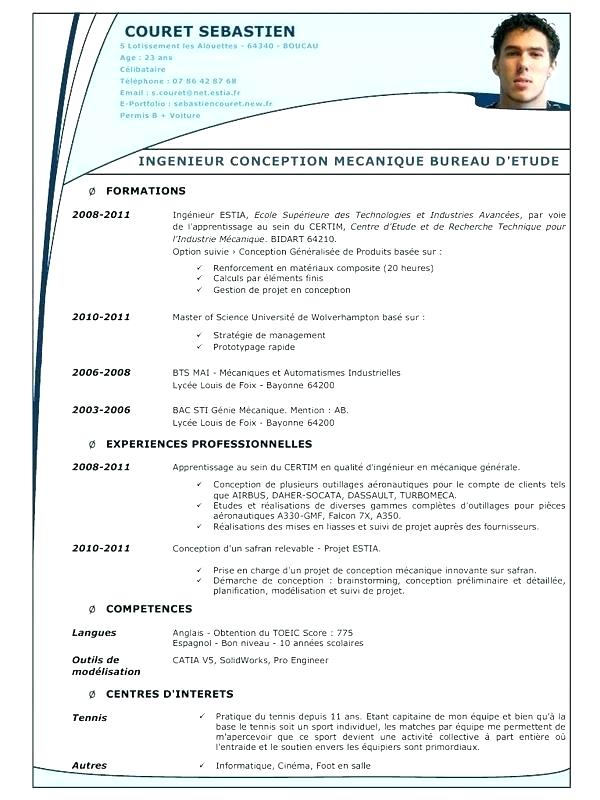 COURET SEBASTIEN
5 Lotissement les Alouettes - 64340 - BOUCAU
Age : 23 ans
Célibataire
Téléphone : 07 86 42 87 68
Email : s.couret@net.estia.fr
E-Portfolio : sebastiencouret.new.fr
Permis B + Voiture
INGENIEUR CONCEPTION MECANIQUE BUREAU D'ETUDE
Ø FORMATIONS
2008-2011 Ingénieur ESTIA, Ecole Supérieure des Technologies et Industries Avancées, par voie
de l'apprentissage au sein du CERTIM, Centre d'Etude et de Recherche Technique pour
l'Industrie Mécanique. BIDART 64210.
Option suivie › Conception Généralisée de Produits basée sur :
✓ Renforcement en matériaux composite (20 heures)
✓ Calculs par éléments finis
✓ Gestion de projet en conception
2010-2011 Master of Science Université de Wolverhampton basé sur :
✓ Stratégie de management
✓ Prototypage rapide
2006-2008 BTS MAI - Mécaniques et Automatismes Industrielles
Lycée Louis de Foix - Bayonne 64200
2003-2006 BAC STI Génie Mécanique. Mention : AB.
Lycée Louis de Foix - Bayonne 64200
Ø EXPERIENCES PROFESSIONNELLES
2008-2011 Apprentissage au sein du CERTIM en qualité d'ingénieur en mécanique générale.
✓ Conception de plusieurs outillages aéronautiques pour le compte de clients tels
que AIRBUS, DAHER-SOCATA, DASSAULT, TURBOMECA.
✓ Etudes et réalisations de diverses gammes complètes d'outillages pour pièces
aéronautiques A330-GMF, Falcon 7X, A350.
✓ Réalisations des mises en liasses et suivi de projet auprès des fournisseurs.
2010-2011 Conception d'un safran relevable - Projet ESTIA.
✓ Prise en charge d'un projet de conception mécanique innovante sur safran.
✓ Démarche de conception : brainstorming, conception préliminaire et détaillée,
planification, modélisation et suivi de projet.
Ø COMPETENCES
Langues Anglais - Obtention du TOEIC Score : 775
Espagnol - Bon niveau - 10 années scolaires
Outils de CATIA V5, SolidWorks, Pro Engineer
modélisation
Ø CENTRES D'INTERETS
Tennis ✓ Pratique du tennis depuis 11 ans. Etant capitaine de mon équipe et bien qu'à la
base le tennis soit un sport individuel, les matches par équipe me permettent de
m'apercevoir que ce sport devient une activité collective à part entière où
l'entraide et le soutien envers les équipiers sont primordiaux.
Autres ✓ Informatique, Cinéma, Foot en salle